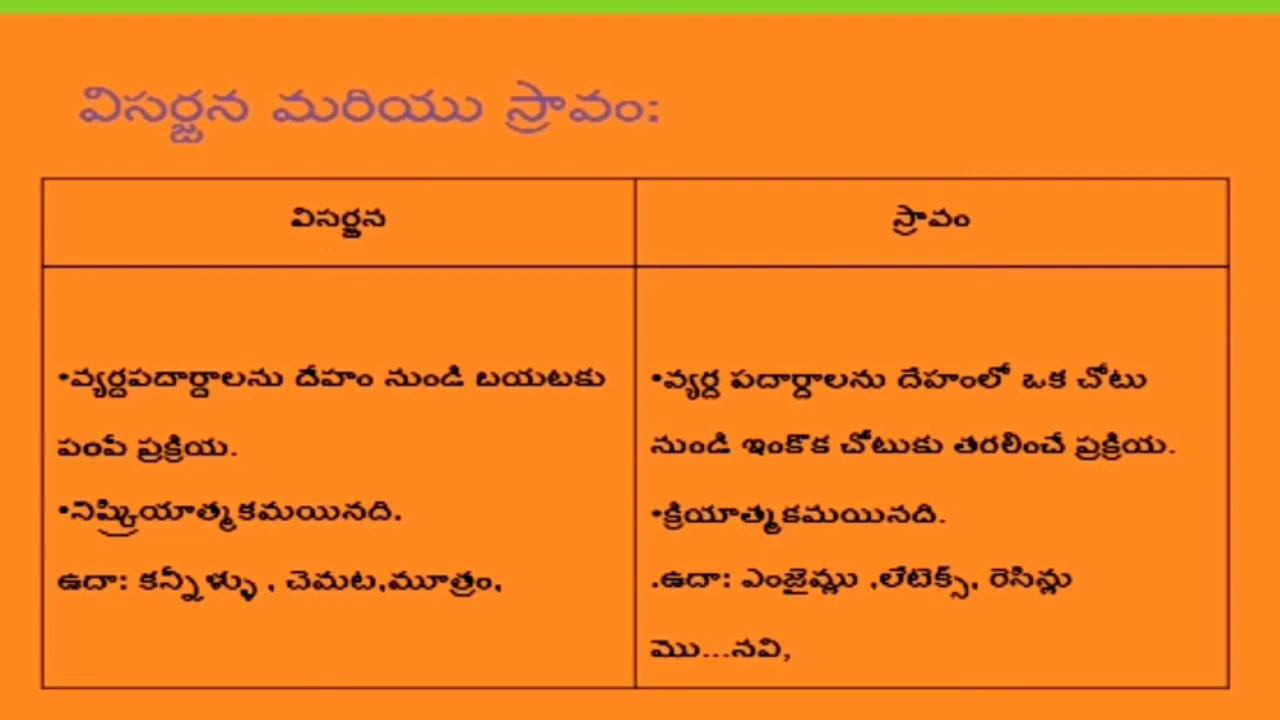 విసర్జన మరియు స్రావం:
విసర్జన
స్రావం
•వ్యర్దపదార్దాలను దేహం నుండి బయటకు
పంపే ప్రక్రియ.
•నిష్క్రియాత్మకమయినది.
ఉదా: కన్నీళ్ళు , చెమట,మూత్రం,
•వ్యర్ద పదార్దాలను దేహంలో ఒక చోటు
నుండి ఇంకొక చోటుకు తరలించే ప్రక్రియ.
•క్రియాత్మకమయినది.
.ఉదా: ఎంజైమ్లు ,లేటెక్స్, రెసిన్లు
మొ...నవి,